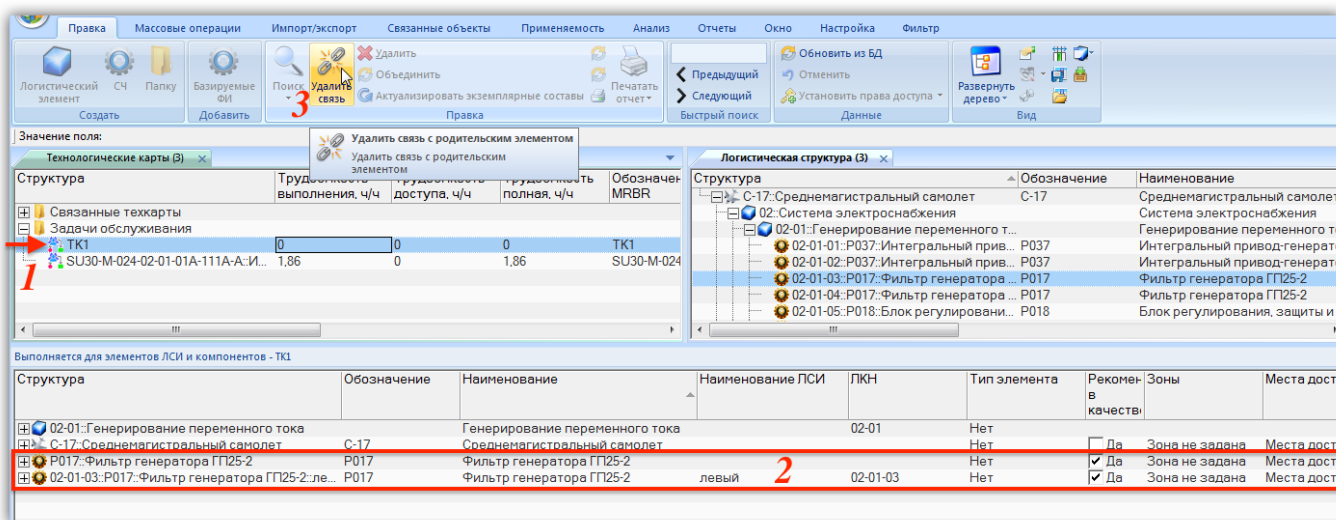 Правка Массовые операции Импорт/экспорт Связанные объекты Применяемость Анализ Отчеты Окно Настройка Фильтр
Логистический элемент СЧ Папку
Создать
Базируемые ФИ
Добавить
Поиск
Удалить связь
Удалить
Объединить
Актуализировать экземплярные составы
Печатать отчет
Правка
3
Предыдущий
Следующий
Быстрый поиск
Обновить из БД
Отменить
Установить права доступа
Данные
Развернуть дерево
Вид
Значение поля:
Удалить связь с родительским элементом
Удалить связь с родительским
элементом
Технологические карты (3)
Структура
выполнения, ч/ч доступа, ч/ч полная, ч/ч
MRBR
Связанные техкарты
Задачи обслуживания
ТК1 0 0 0 ТК1
SU30-M-024-02-01-01A-111A-A::И... 1,86 0 1,86 SU30-M-024
1
Логистическая структура (3)
Структура Обозначение Наименование
С-17::Среднемагистральный самолет С-17 Среднемагистральный самолет
02::Система электроснабжения Система электроснабжения
02-01::Генерирование переменного т... Генерирование переменного т
02-01-01::P037::Интегральный прив... P037 Интегральный привод-генерат
02-01-02::P037::Интегральный прив... P037 Интегральный привод-генерат
02-01-03::P017::Фильтр генератора ... P017 Фильтр генератора ГП25-2
02-01-04::P017::Фильтр генератора ... P017 Фильтр генератора ГП25-2
02-01-05::P018::Блок регулировани... P018 Блок регулирования, защиты и
Выполняется для элементов ЛСИ и компонентов - ТК1
Структура Обозначение Наименование Наименование ЛСИ ЛКН Тип элемента Рекомен Зоны Места дост
в
качестве
02-01::Генерирование переменного тока Генерирование переменного тока 02-01 Нет
С-17::Среднемагистральный самолет С-17 Среднемагистральный самолет Нет Да Зона не задана Места дост
P017::Фильтр генератора ГП25-2 P017 Фильтр генератора ГП25-2 Нет Да Зона не задана Места дост
02-01-03::P017::Фильтр генератора ГП25-2::ле... P017 Фильтр генератора ГП25-2 левый 02-01-03 Нет Да Зона не задана Места дост
2